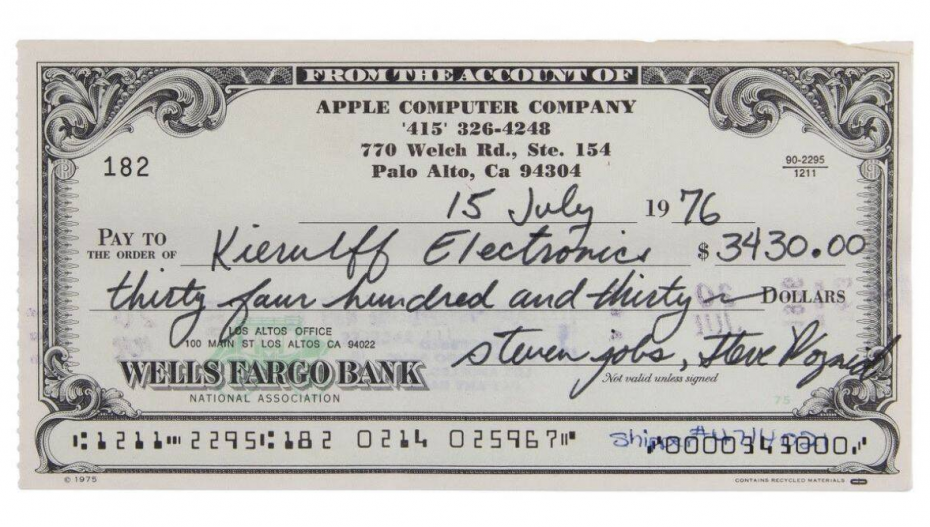 FROM THE ACCOUNT OF
APPLE COMPUTER COMPANY
'415' 326-4248
770 Welch Rd., Ste. 154
Palo Alto, Ca 94304
182
90-2295
1211
15 July 1976
PAY TO
THE ORDER OF Kierulff Electronics $3430.00
thirty four hundred and thirty DOLLARS
LOS ALTOS OFFICE
100 MAIN ST LOS ALTOS CA 94022
WELLS FARGO BANK
NATIONAL ASSOCIATION
steven jobs, Steve Wozniak
Not valid unless signed
75
⑆1211⑉2295⑆182 0214 025967⑈ ⑇0000343000⑇
© 1975
CONTAINS RECYCLED MATERIALS